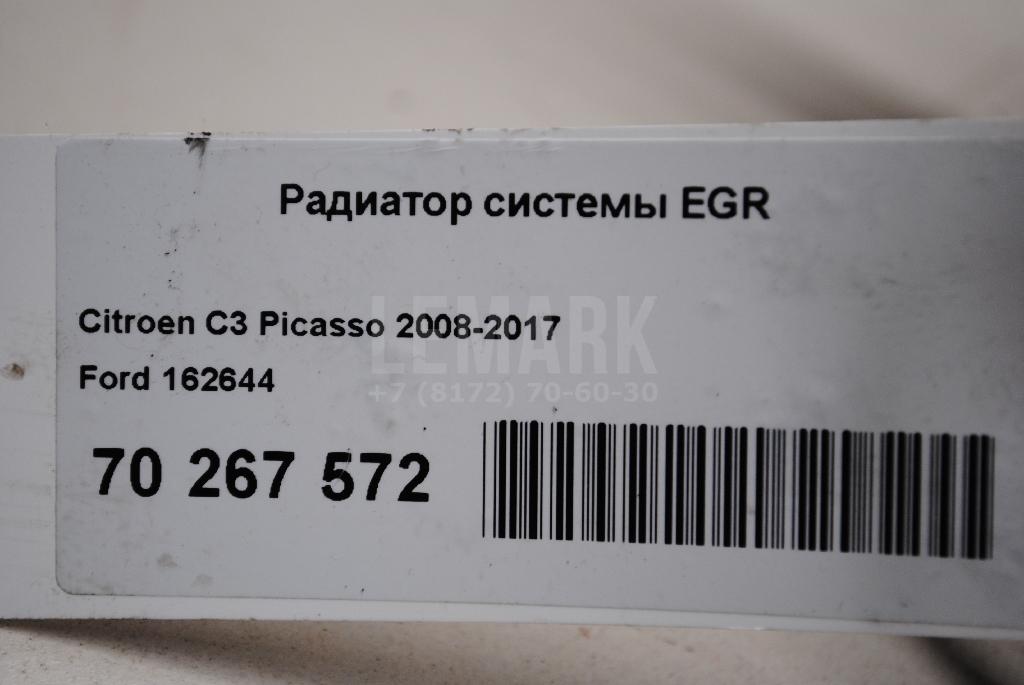 Радиатор системы EGR
Citroen C3 Picasso 2008-2017
LEMARK
Ford 162644
+7 (8172) 70-60-30
70 267 572